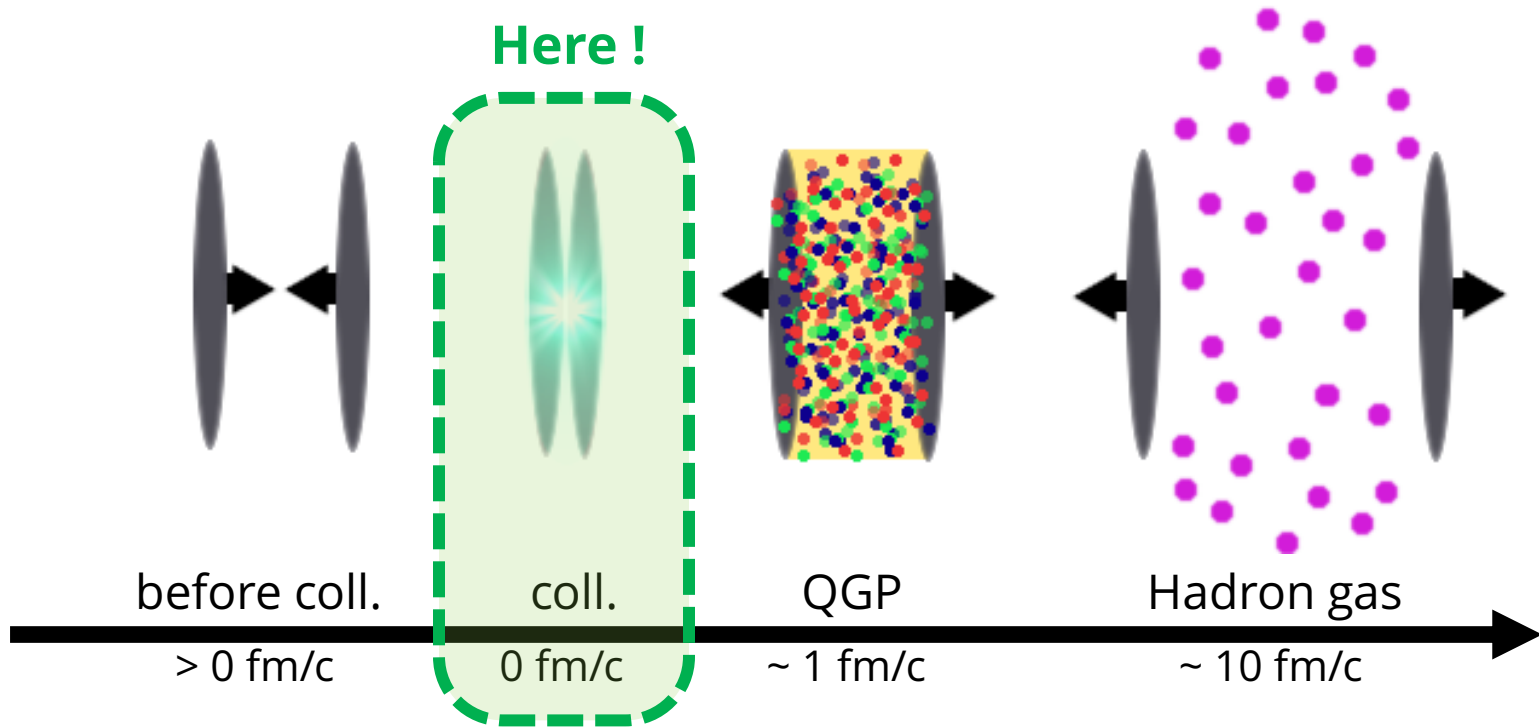 Here !
before coll.
coll.
QGP
Hadron gas
> 0 fm/c
0 fm/c
~ 1 fm/c
~ 10 fm/c